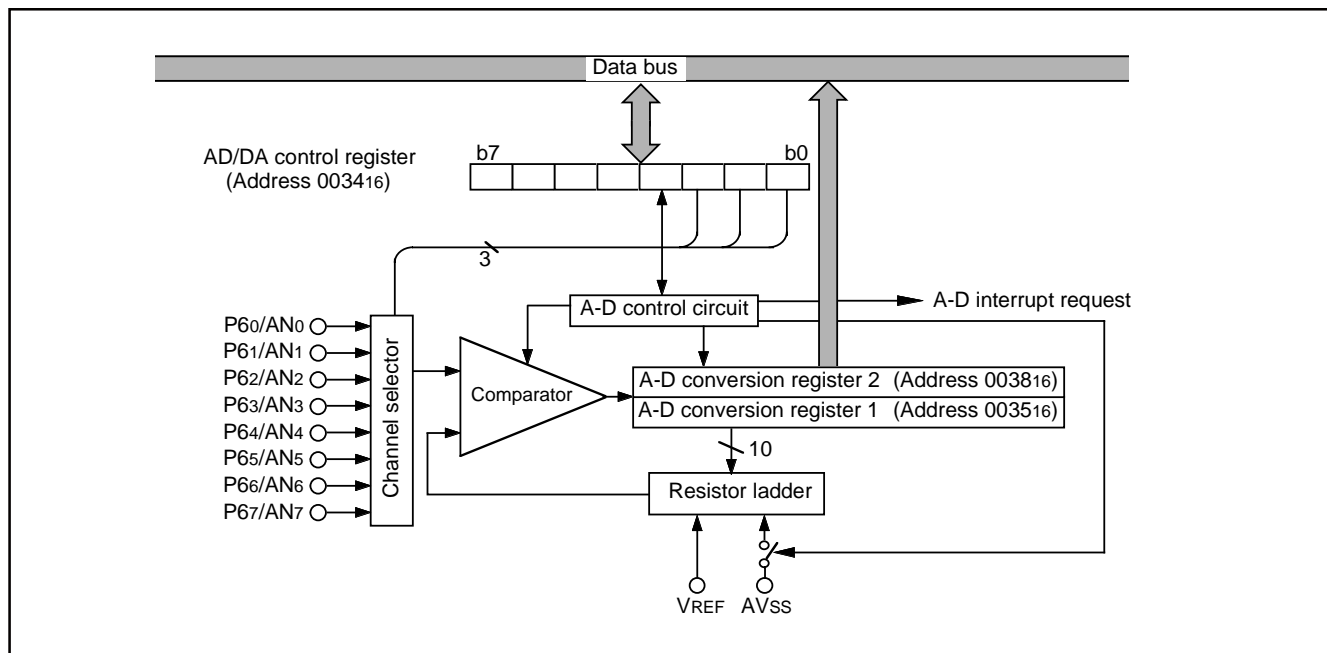 Data bus
AD/DA control register
(Address 003416)
b7
b0
3
A-D control circuit
A-D interrupt request
P60/AN0
P61/AN1
P62/AN2
P63/AN3
P64/AN4
P65/AN5
P66/AN6
P67/AN7
Channel selector
Comparator
A-D conversion register 2 (Address 003816)
A-D conversion register 1 (Address 003516)
10
Resistor ladder
VREF
AVSS